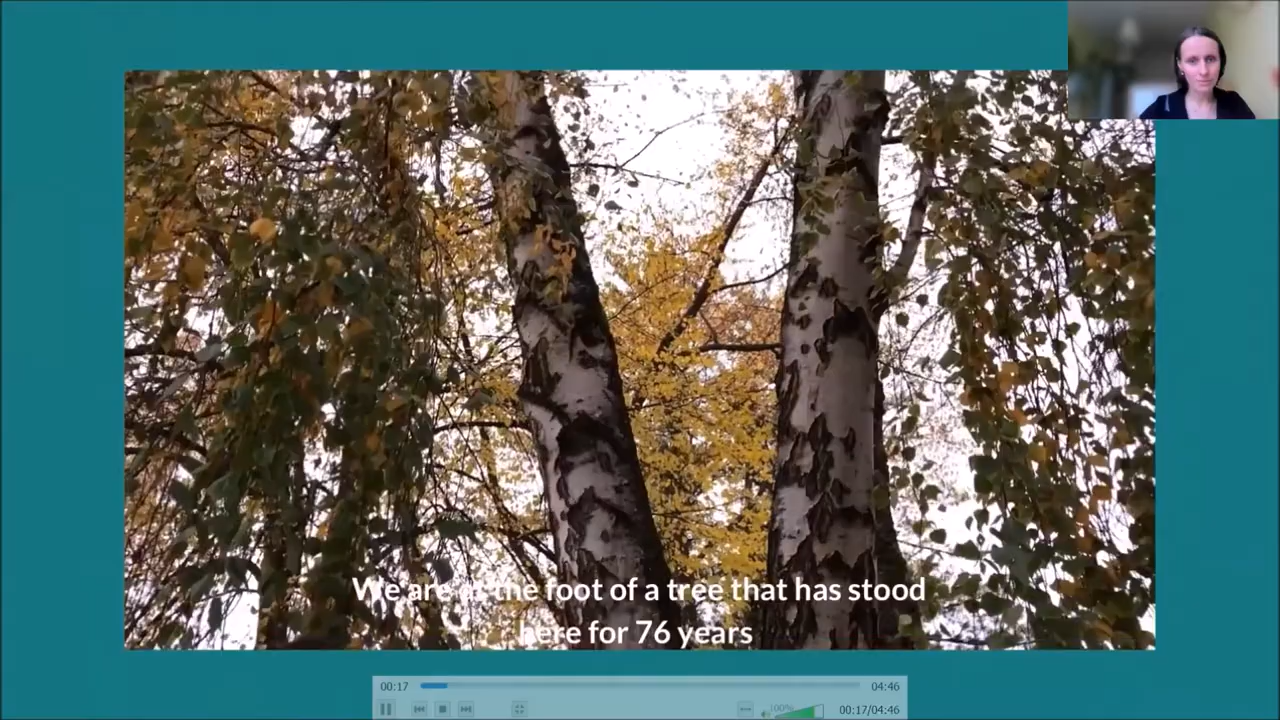 We are at the foot of a tree that has stood
here for 76 years
00:17
04:46
100%
00:17/04:46